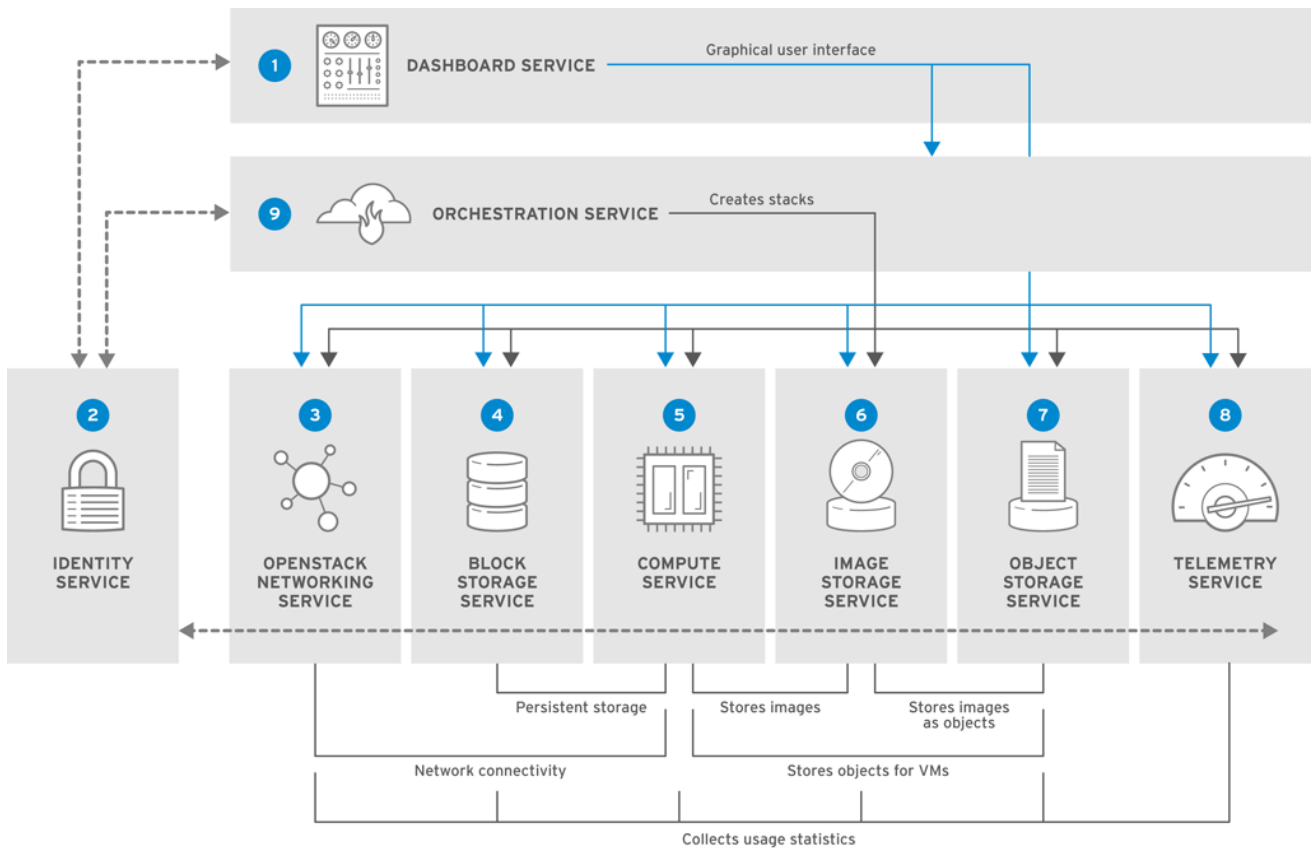 1
DASHBOARD SERVICE
Graphical user interface
9
ORCHESTRATION SERVICE
Creates stacks
2
IDENTITY
SERVICE
3
OPENSTACK
NETWORKING
SERVICE
4
BLOCK
STORAGE
SERVICE
5
COMPUTE
SERVICE
6
IMAGE
STORAGE
SERVICE
7
OBJECT
STORAGE
SERVICE
8
TELEMETRY
SERVICE
Persistent storage
Stores images
Stores images
as objects
Network connectivity
Stores objects for VMs
Collects usage statistics